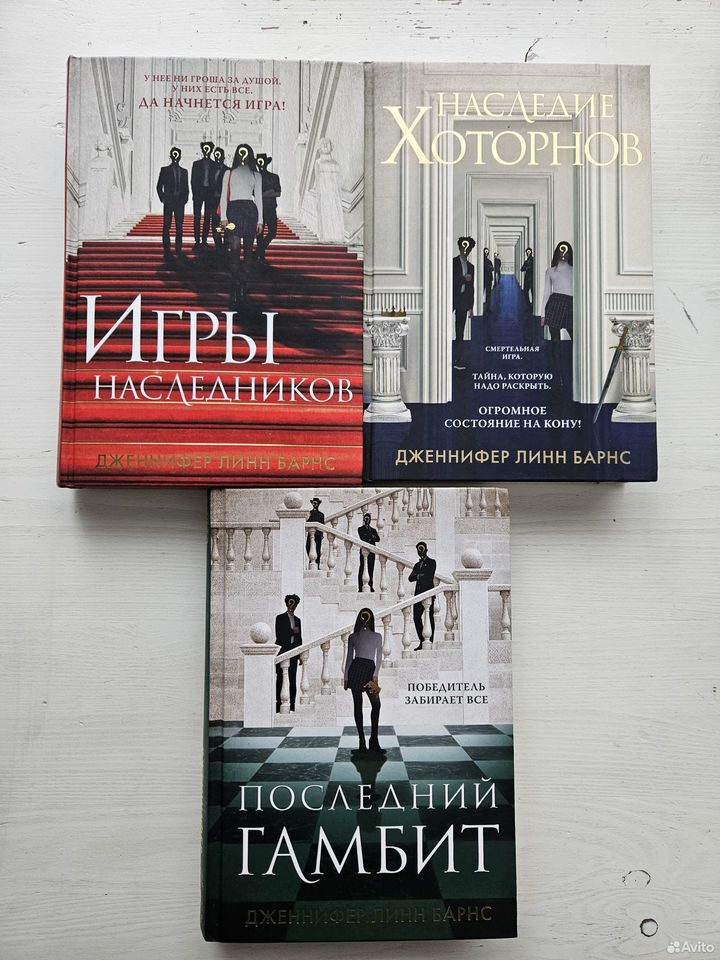 У НЕЕ НИ ГРОША ЗА ДУШОЙ.
У НИХ ЕСТЬ ВСЕ.
ДА НАЧНЕТСЯ ИГРА!
ИГРЫ
НАСЛЕДНИКОВ
ДЖЕННИФЕР ЛИНН БАРНС
НАСЛЕДИЕ
ХОТОРНОВ
СМЕРТЕЛЬНАЯ
ИГРА.
ТАЙНА, КОТОРУЮ
НАДО РАСКРЫТЬ.
ОГРОМНОЕ
СОСТОЯНИЕ НА КОНУ!
ДЖЕННИФЕР ЛИНН БАРНС
ПОБЕДИТЕЛЬ
ЗАБИРАЕТ ВСЕ
ПОСЛЕДНИЙ
ГАМБИТ
ДЖЕННИФЕР ЛИНН БАРНС
Avito